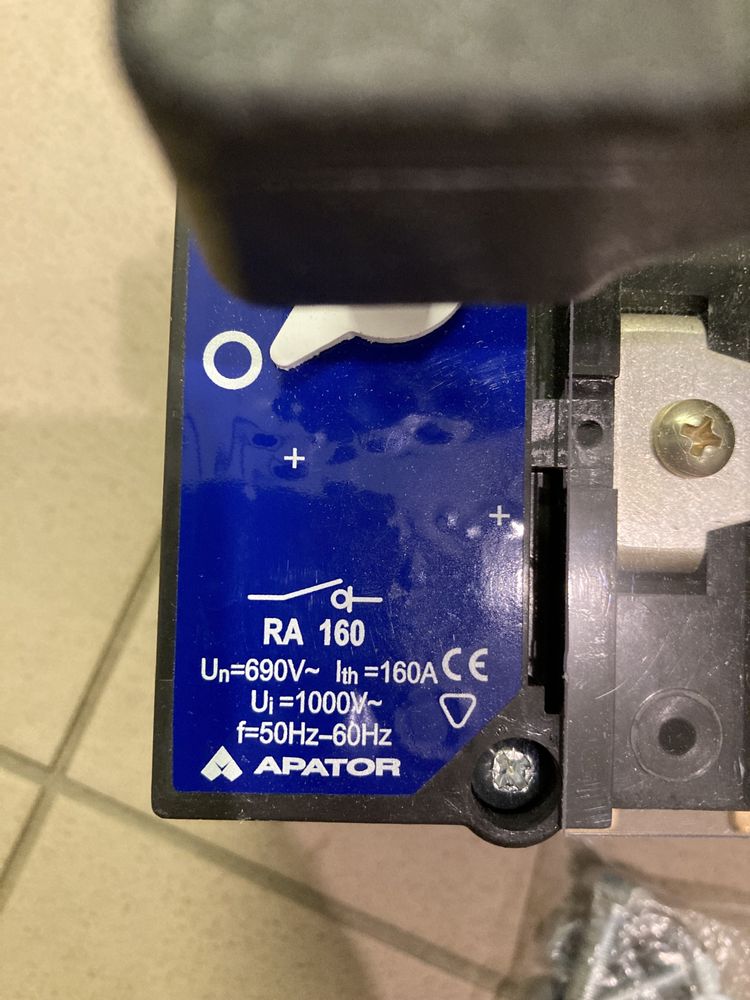 RA 160
Un=690V~ Ith=160A CE
Ui=1000V~
f=50Hz–60Hz
APATOR